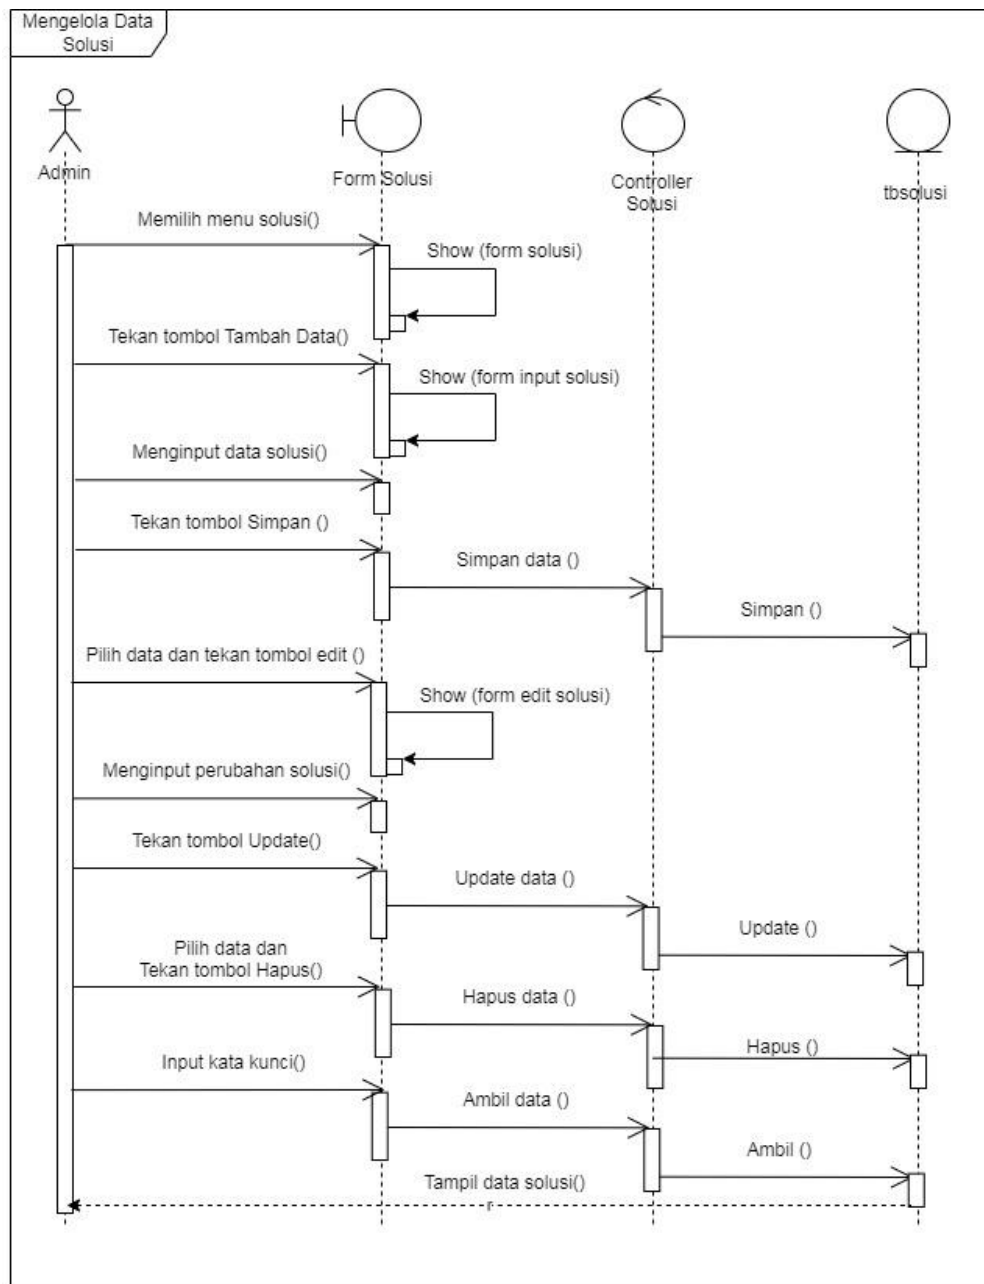 Mengelola Data
Solusi
Admin
Form Solusi
Controller
Solusi
tbsolusi
Memilih menu solusi()
Show (form solusi)
Tekan tombol Tambah Data()
Show (form input solusi)
Menginput data solusi()
Tekan tombol Simpan ()
Simpan data ()
Simpan ()
Pilih data dan tekan tombol edit ()
Show (form edit solusi)
Menginput perubahan solusi()
Tekan tombol Update()
Update data ()
Update ()
Pilih data dan
Tekan tombol Hapus()
Hapus data ()
Hapus ()
Input kata kunci()
Ambil data ()
Ambil ()
Tampil data solusi()
r